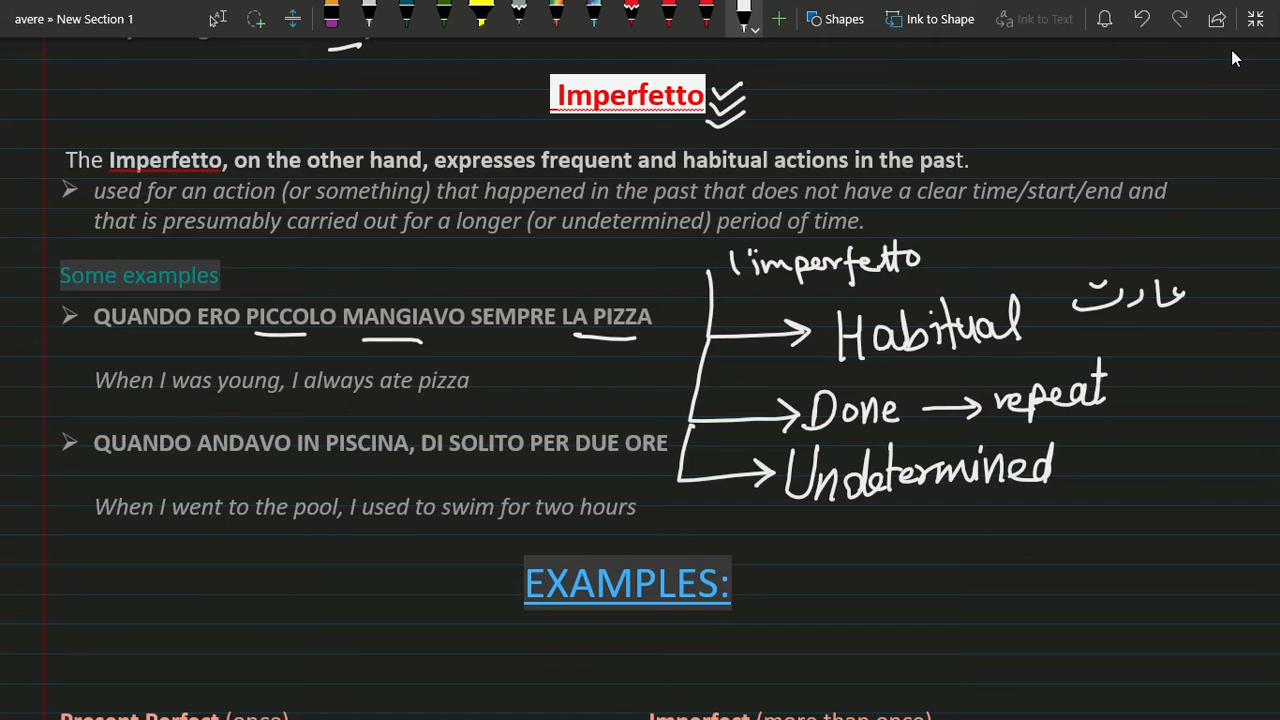 avere » New Section 1
Shapes
Ink to Shape
Ink to Text
Imperfetto
The Imperfetto, on the other hand, expresses frequent and habitual actions in the past.
used for an action (or something) that happened in the past that does not have a clear time/start/end and
that is presumably carried out for a longer (or undetermined) period of time.
l'imperfetto
Some examples
Habitual عادت
QUANDO ERO PICCOLO MANGIAVO SEMPRE LA PIZZA
When I was young, I always ate pizza
Done → repeat
QUANDO ANDAVO IN PISCINA, DI SOLITO PER DUE ORE
Undetermined
When I went to the pool, I used to swim for two hours
EXAMPLES:
Present Perfect (once)
Imperfect (more than once)